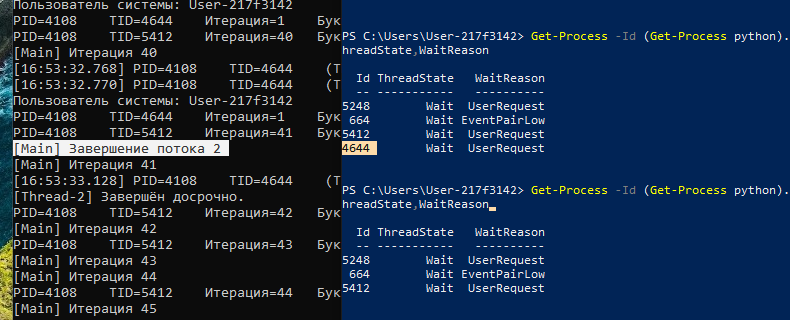 Пользователь системы: User-217f3142
PID=4108    TID=4644    Итерация=1    Бук
PID=4108    TID=5412    Итерация=40   Бук
[Main] Итерация 40
[16:53:32.768] PID=4108    TID=4644    (Т
[16:53:32.770] PID=4108    TID=4644    (Т
Пользователь системы: User-217f3142
PID=4108    TID=4644    Итерация=1    Бук
PID=4108    TID=5412    Итерация=41   Бук
[Main] Завершение потока 2
[Main] Итерация 41
[16:53:33.128] PID=4108    TID=4644    (Т
[Thread-2] Завершён досрочно.
PID=4108    TID=5412    Итерация=42   Бук
[Main] Итерация 42
PID=4108    TID=5412    Итерация=43   Бук
[Main] Итерация 43
[Main] Итерация 44
PID=4108    TID=5412    Итерация=44   Бук
[Main] Итерация 45
PS C:\Users\User-217f3142> Get-Process -Id (Get-Process python).
hreadState,WaitReason
  Id ThreadState   WaitReason
  -- -----------   ----------
5248        Wait  UserRequest
 664        Wait EventPairLow
5412        Wait  UserRequest
4644        Wait  UserRequest
PS C:\Users\User-217f3142> Get-Process -Id (Get-Process python).
hreadState,WaitReason
  Id ThreadState   WaitReason
  -- -----------   ----------
5248        Wait  UserRequest
 664        Wait EventPairLow
5412        Wait  UserRequest